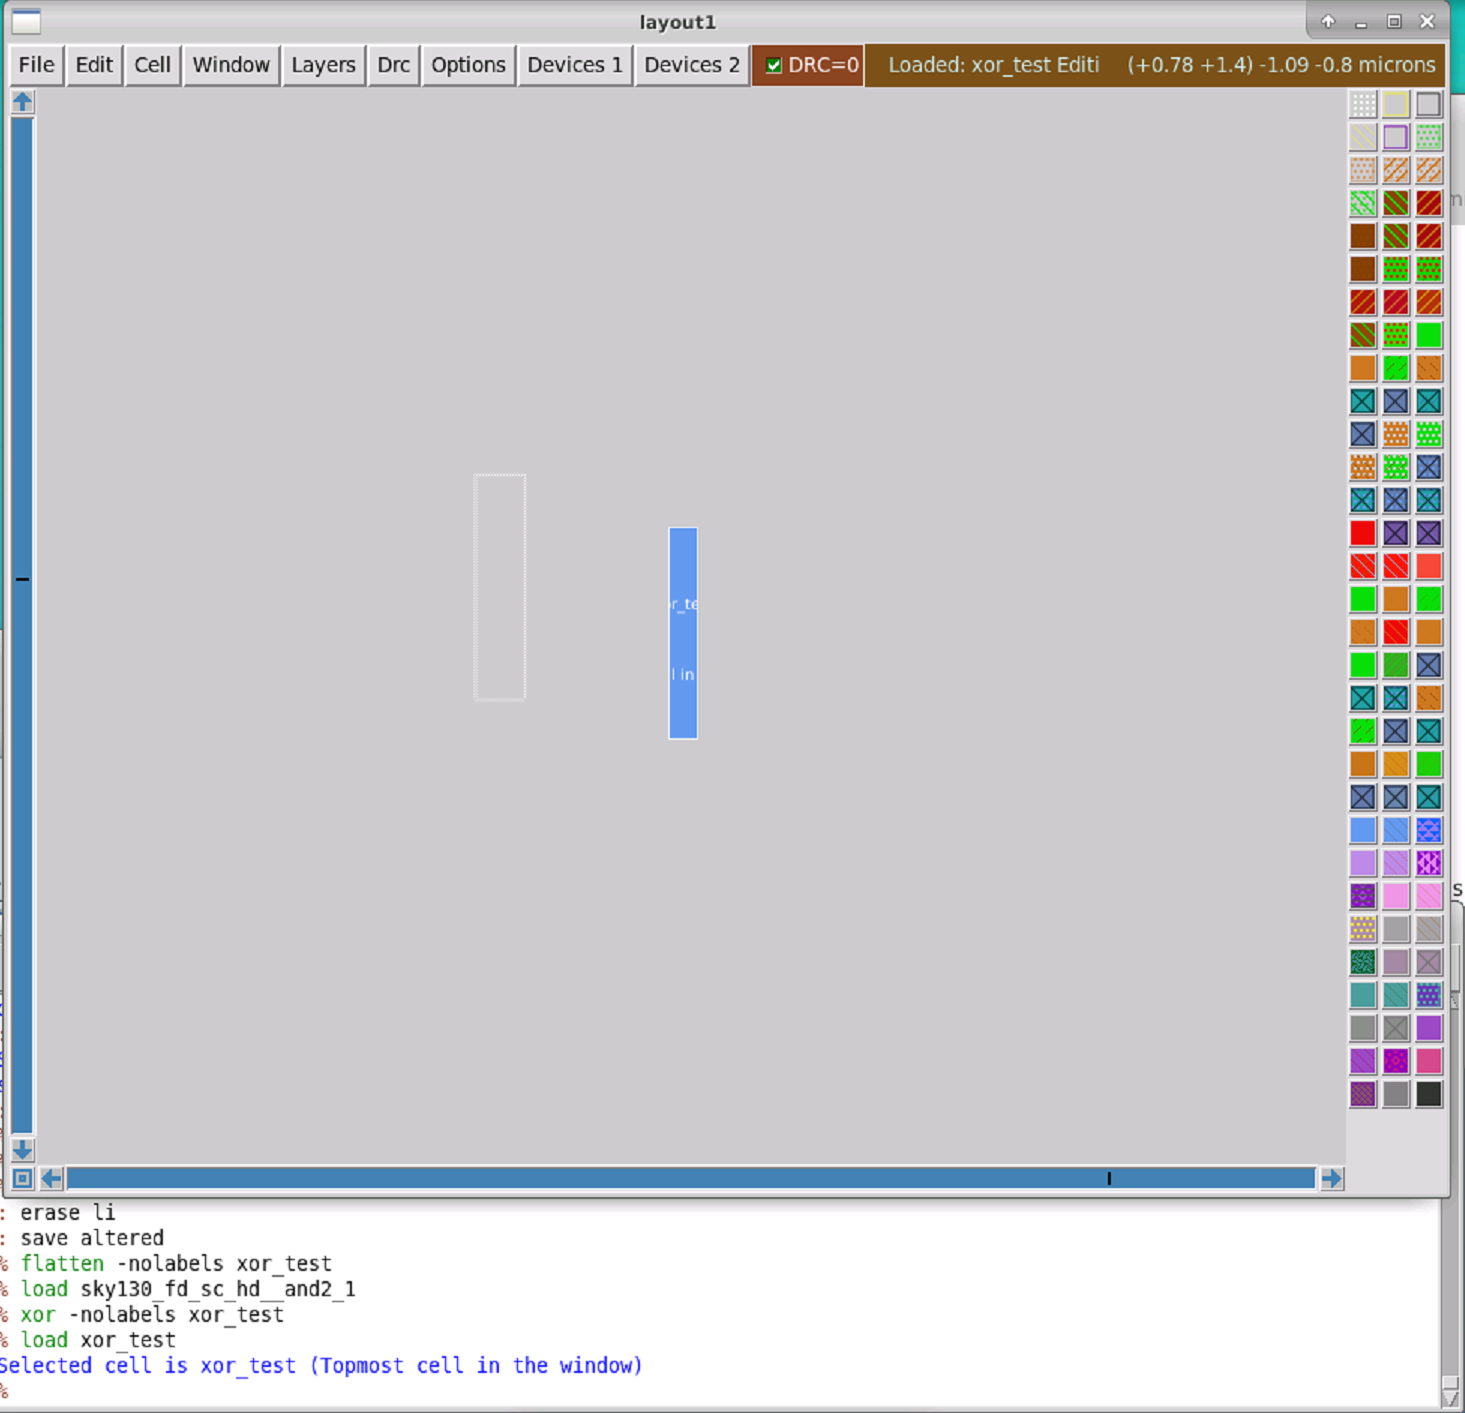 layout1
File Edit Cell Window Layers Drc Options Devices 1 Devices 2 DRC=0 Loaded: xor_test Editi (+0.78 +1.4) -1.09 -0.8 microns
r_te
l in
: erase li
: save altered
% flatten -nolabels xor_test
% load sky130_fd_sc_hd__and2_1
% xor -nolabels xor_test
% load xor_test
Selected cell is xor_test (Topmost cell in the window)
%